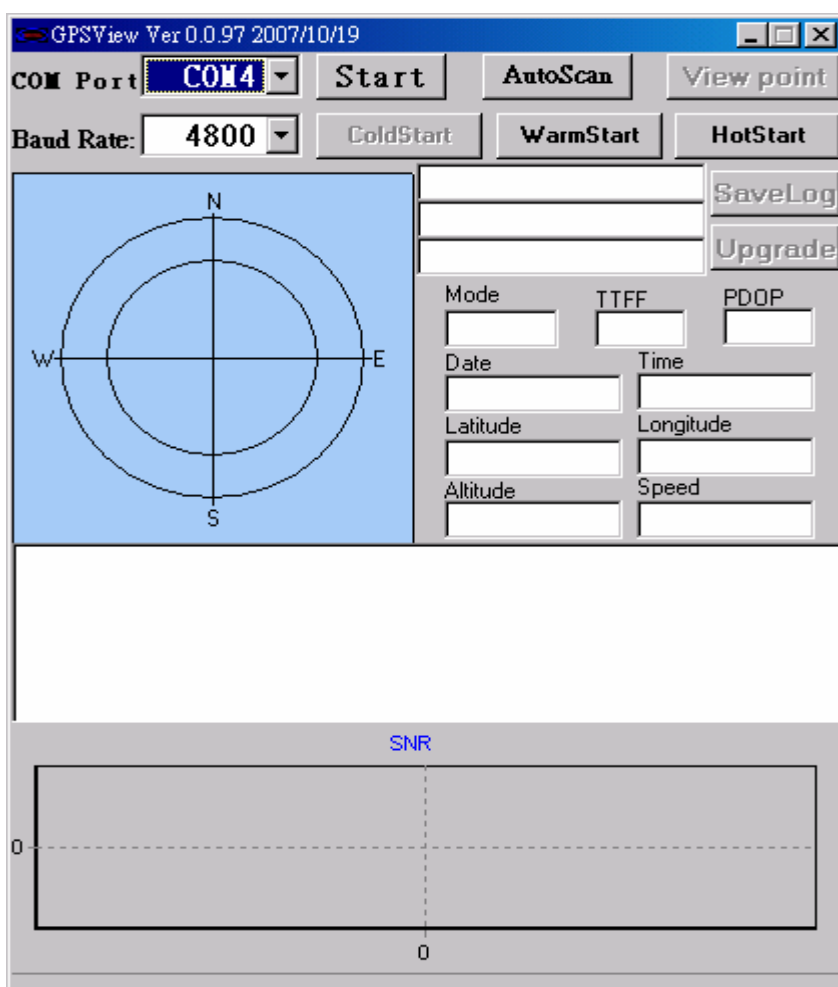 GPSView Ver 0.0.97 2007/10/19
COM Port COM4 Start AutoScan View point
Baud Rate: 4800 ColdStart WarmStart HotStart
SaveLog
Upgrade
N
W E
S
Mode TTFF PDOP
Date Time
Latitude Longitude
Altitude Speed
SNR
0
0